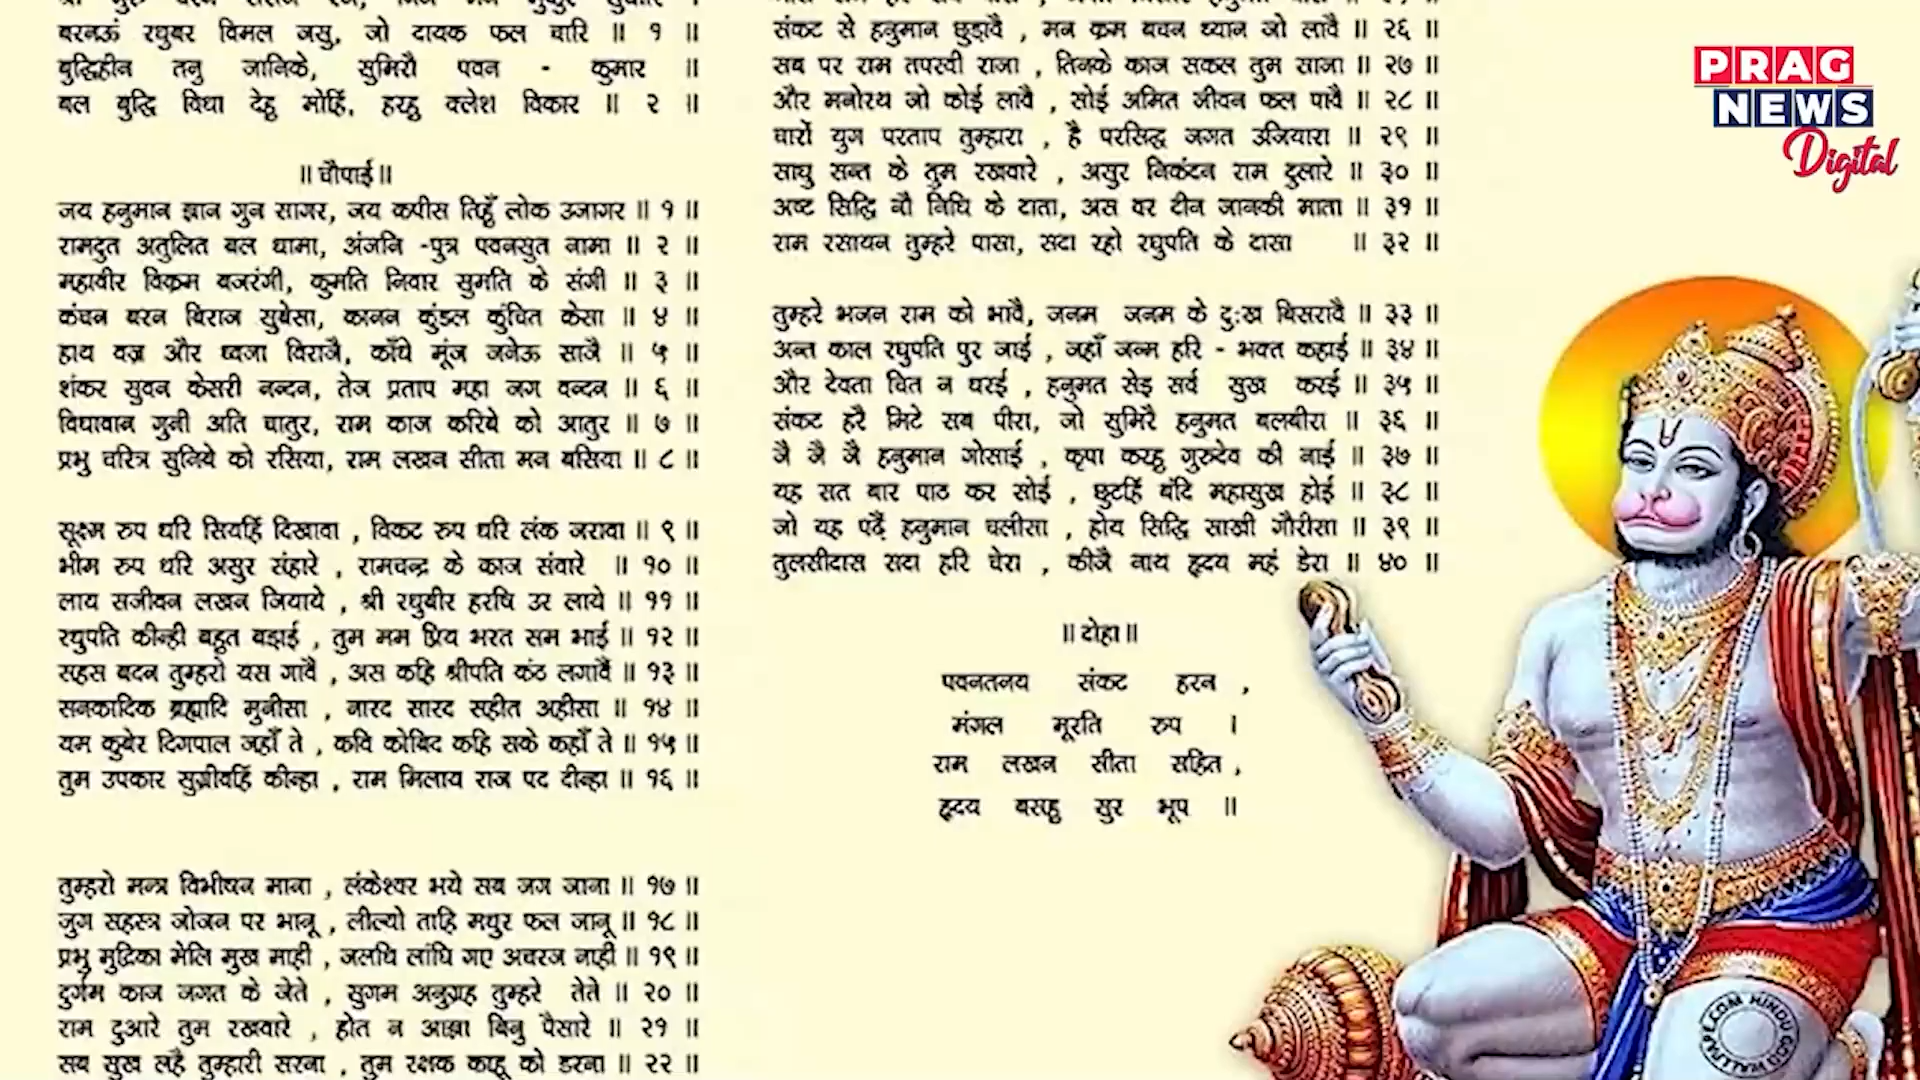 बरनऊं रघुबर विमल जसु, जो दायक फल चारि ॥ १ ॥
बुद्धिहीन तनु जानिके, सुमिरौ पवन - कुमार ॥
बल बुद्धि विधा देहु मोहिं, हरहु क्लेश विकार ॥ २ ॥
॥ चौपाई ॥
जय हनुमान ज्ञान गुन सागर, जय कपीस तिहुँ लोक उजागर ॥ १ ॥
रामदुत अतुलित बल धामा, अंजनि -पुत्र पवनसुत नामा ॥ २ ॥
महावीर विक्रम बजरंगी, कुमति निवार सुमति के संगी ॥ ३ ॥
कंचन बरन बिराज सुबेसा, कानन कुंडल कुंचित केसा ॥ ४ ॥
हाथ वज्र और ध्वजा विराजै, काँधे मूंज जनेऊ साजै ॥ ५ ॥
शंकर सुवन केसरी नन्दन, तेज प्रताप महा जग वन्दन ॥ ६ ॥
विधावान गुनी अति चातुर, राम काज करिबे को आतुर ॥ ७ ॥
प्रभु चरित्र सुनिबे को रसिया, राम लखन सीता मन बसिया ॥ ८ ॥
सूक्ष्म रुप धरि सियहिं दिखावा , विकट रुप धरि लंक जरावा ॥ ९ ॥
भीम रुप धरि असुर संहारे , रामचन्द्र के काज संवारे ॥ १० ॥
लाय सजीवन लखन जियाये , श्री रघुबीर हरषि उर लाये ॥ ११ ॥
रघुपति कीन्ही बहुत बड़ाई , तुम मम प्रिय भरत सम भाई ॥ १२ ॥
सहस बदन तुम्हरो यस गावैं , अस कहि श्रीपति कंठ लगावैं ॥ १३ ॥
सनकादिक ब्रह्मादि मुनीसा , नारद सारद सहीत अहीसा ॥ १४ ॥
यम कुबेर दिगपाल जहाँ ते , कवि कोबिद कहि सके कहाँ ते ॥ १५ ॥
तुम उपकार सुग्रीवहिं कीन्हा , राम मिलाय राज पद दीन्हा ॥ १६ ॥
तुम्हरो मन्त्र विभीषन माना , लंकेश्वर भये सब जग जाना ॥ १७ ॥
जुग सहस्त्र जोजन पर भानू , लील्यो ताहि मधुर फल जानू ॥ १८ ॥
प्रभु मुद्रिका मेलि मुख माही , जलधि लांघि गए अचरज नाही ॥ १९ ॥
दुर्गम काज जगत के जेते , सुगम अनुग्रह तुम्हरे तेते ॥ २० ॥
राम दुआरे तुम रखवारे , होत न आज्ञा बिनु पैसारे ॥ २१ ॥
सब सुख लहै तुम्हारी सरना , तुम रक्षक काहू को डरना ॥ २२ ॥
संकट से हनुमान छुड़ावै , मन क्रम बचन ध्यान जो लावै ॥ २६ ॥
सब पर राम तपस्वी राजा , तिनके काज सकल तुम साजा ॥ २७ ॥
और मनोरथ जो कोई लावै , सोई अमित जीवन फल पावै ॥ २८ ॥
चारों युग परताप तुम्हारा , है परसिद्ध जगत उजियारा ॥ २९ ॥
साधु सन्त के तुम रखवारे , असुर निकंदन राम दुलारे ॥ ३० ॥
अष्ट सिद्धि नौ निधि के दाता, अस वर दीन जानकी माता ॥ ३१ ॥
राम रसायन तुम्हरे पासा, सदा रहो रघुपति के दासा ॥ ३२ ॥
तुम्हरे भजन राम को भावै, जनम जनम के दुःख बिसरावै ॥ ३३ ॥
अन्त काल रघुपति पुर जाई , जहाँ जन्म हरि - भक्त कहाई ॥ ३४ ॥
और देवता चित न धरई , हनुमत सेइ सर्व सुख करई ॥ ३५ ॥
संकट हरै मिटे सब पीरा, जो सुमिरै हनुमत बलबीरा ॥ ३६ ॥
जै जै जै हनुमान गोसाई , कृपा करहु गुरुदेव की नाई ॥ ३७ ॥
यह सत बार पाठ कर सोई , छुटहिं बंदि महासुख होई ॥ ३८ ॥
जो यह पढ़ैं हनुमान चलीसा , होय सिद्धि साखी गौरीसा ॥ ३९ ॥
तुलसीदास सदा हरि चेरा , कीजै नाथ हृदय महं डेरा ॥ ४० ॥
॥ दोहा ॥
पवनतनय संकट हरन ,
मंगल मूरति रुप ।
राम लखन सीता सहित ,
हृदय बसहु सुर भूप ॥
PRAG
NEWS
Digital